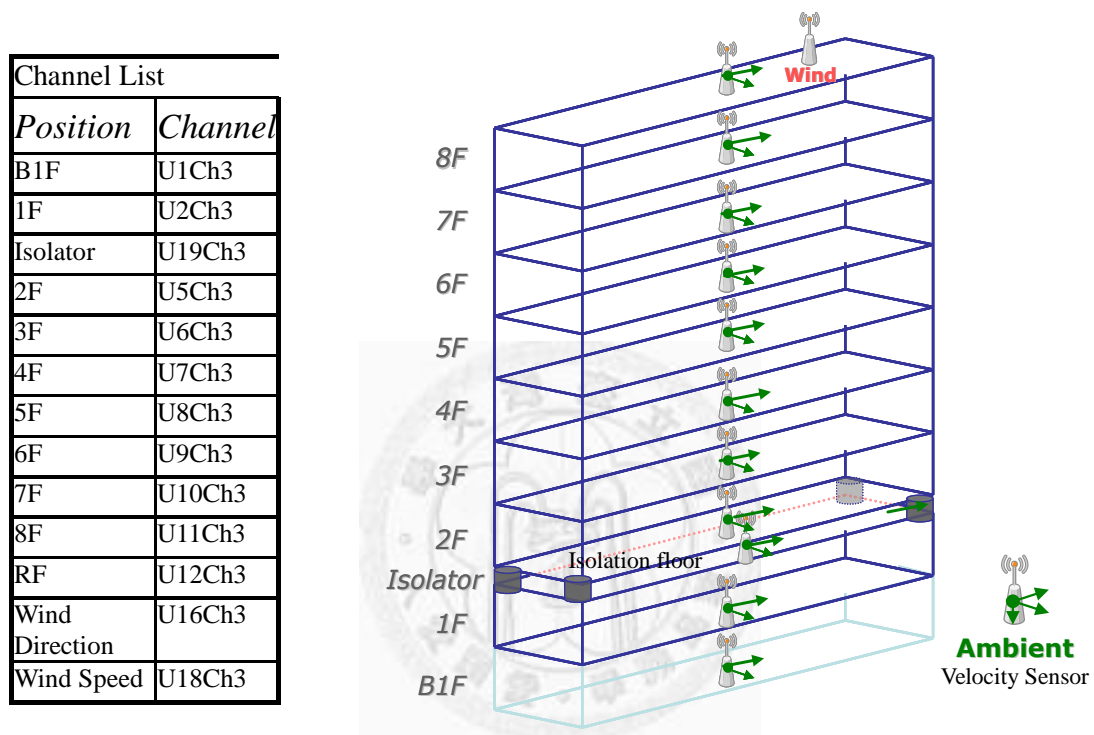 Channel List
Position Channel
B1F U1Ch3
1F U2Ch3
Isolator U19Ch3
2F U5Ch3
3F U6Ch3
4F U7Ch3
5F U8Ch3
6F U9Ch3
7F U10Ch3
8F U11Ch3
RF U12Ch3
Wind U16Ch3
Direction
Wind Speed U18Ch3
Wind
8F
7F
6F
5F
4F
3F
2F
Isolation floor
Isolator
1F
B1F
Ambient
Velocity Sensor